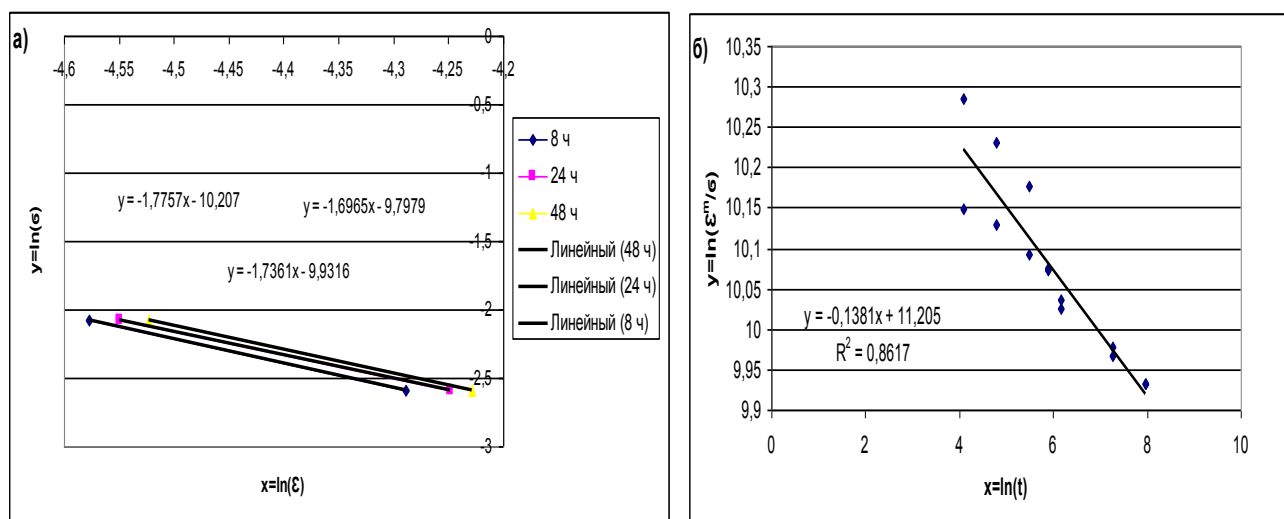 а)
0
-4,6 -4,55 -4,5 -4,45 -4,4 -4,35 -4,3 -4,25 -4,2
-0,5
-1
y = -1,7757x - 10,207
y = -1,6965x - 9,7979
-1,5
y = -1,7361x - 9,9316
-2
-2,5
-3
y=ln(ϭ)
x=ln(Ɛ)
8 ч
24 ч
48 ч
Линейный (48 ч)
Линейный (24 ч)
Линейный (8 ч)
б)
10,35
10,3
10,25
10,2
10,15
10,1
10,05
10
9,95
9,9
y=ln(Ɛᵐ/ϭ)
y = -0,1381x + 11,205
R² = 0,8617
0 2 4 6 8 10
x=ln(t)